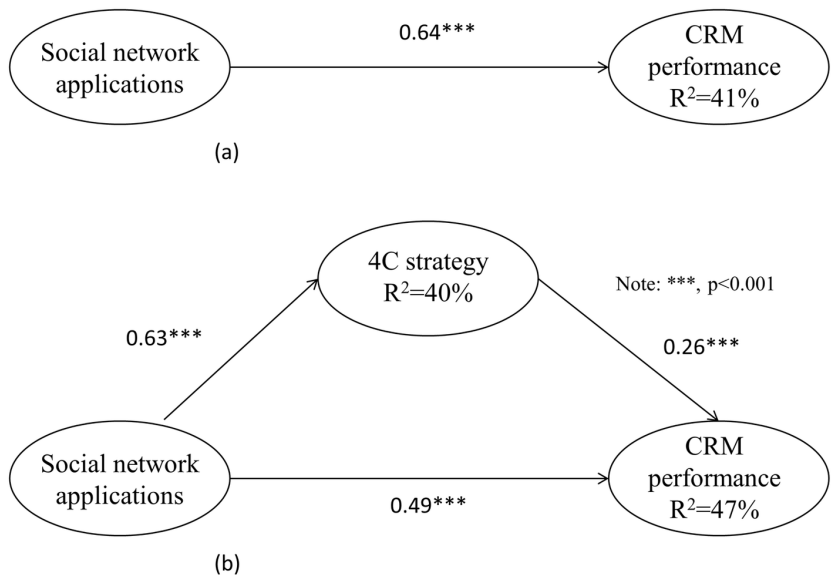 0.64***
Social network
applications
CRM
performance
R²=41%
(a)
4C strategy
R²=40%
Note: ***, p<0.001
0.63***
0.26***
Social network
applications
CRM
performance
R²=47%
0.49***
(b)